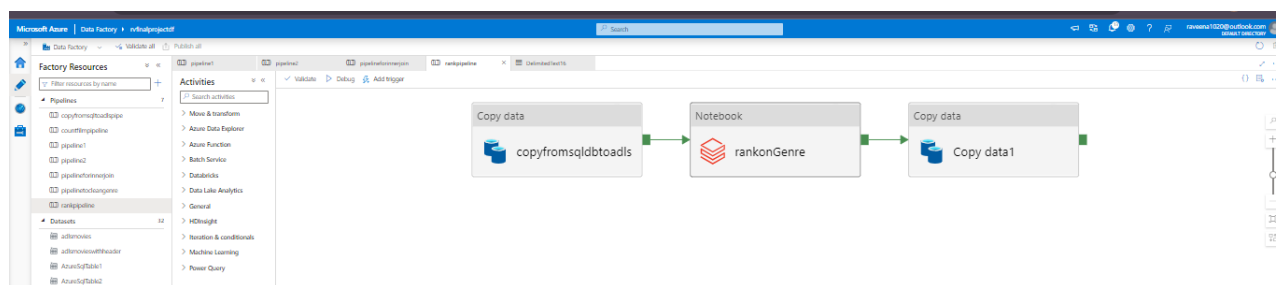 Microsoft Azure | Data Factory › rvfinalprojectdf
Search
raveena1020@outlook.com
DEFAULT DIRECTORY
Data Factory
Validate all
Publish all
Factory Resources
Filter resources by name
Pipelines 7
copyfromsqltoadlspipe
countfilmpipeline
pipeline1
pipeline2
pipelineforinnerjoin
pipelinetocleangenre
rankpipeline
Datasets
adlsmovies
adlsmovieswithheader
AzureSqlTable1
AzureSqlTable2
pipeline1
pipeline2
pipelineforinnerjoin
rankpipeline
DelimitedText16
Activities
Search activities
Move & transform
Azure Data Explorer
Azure Function
Batch Service
Databricks
Data Lake Analytics
General
HDInsight
Iteration & conditionals
Machine Learning
Power Query
Validate
Debug
Add trigger
Copy data
copyfromsqldbtoadls
Notebook
rankonGenre
Copy data
Copy data1